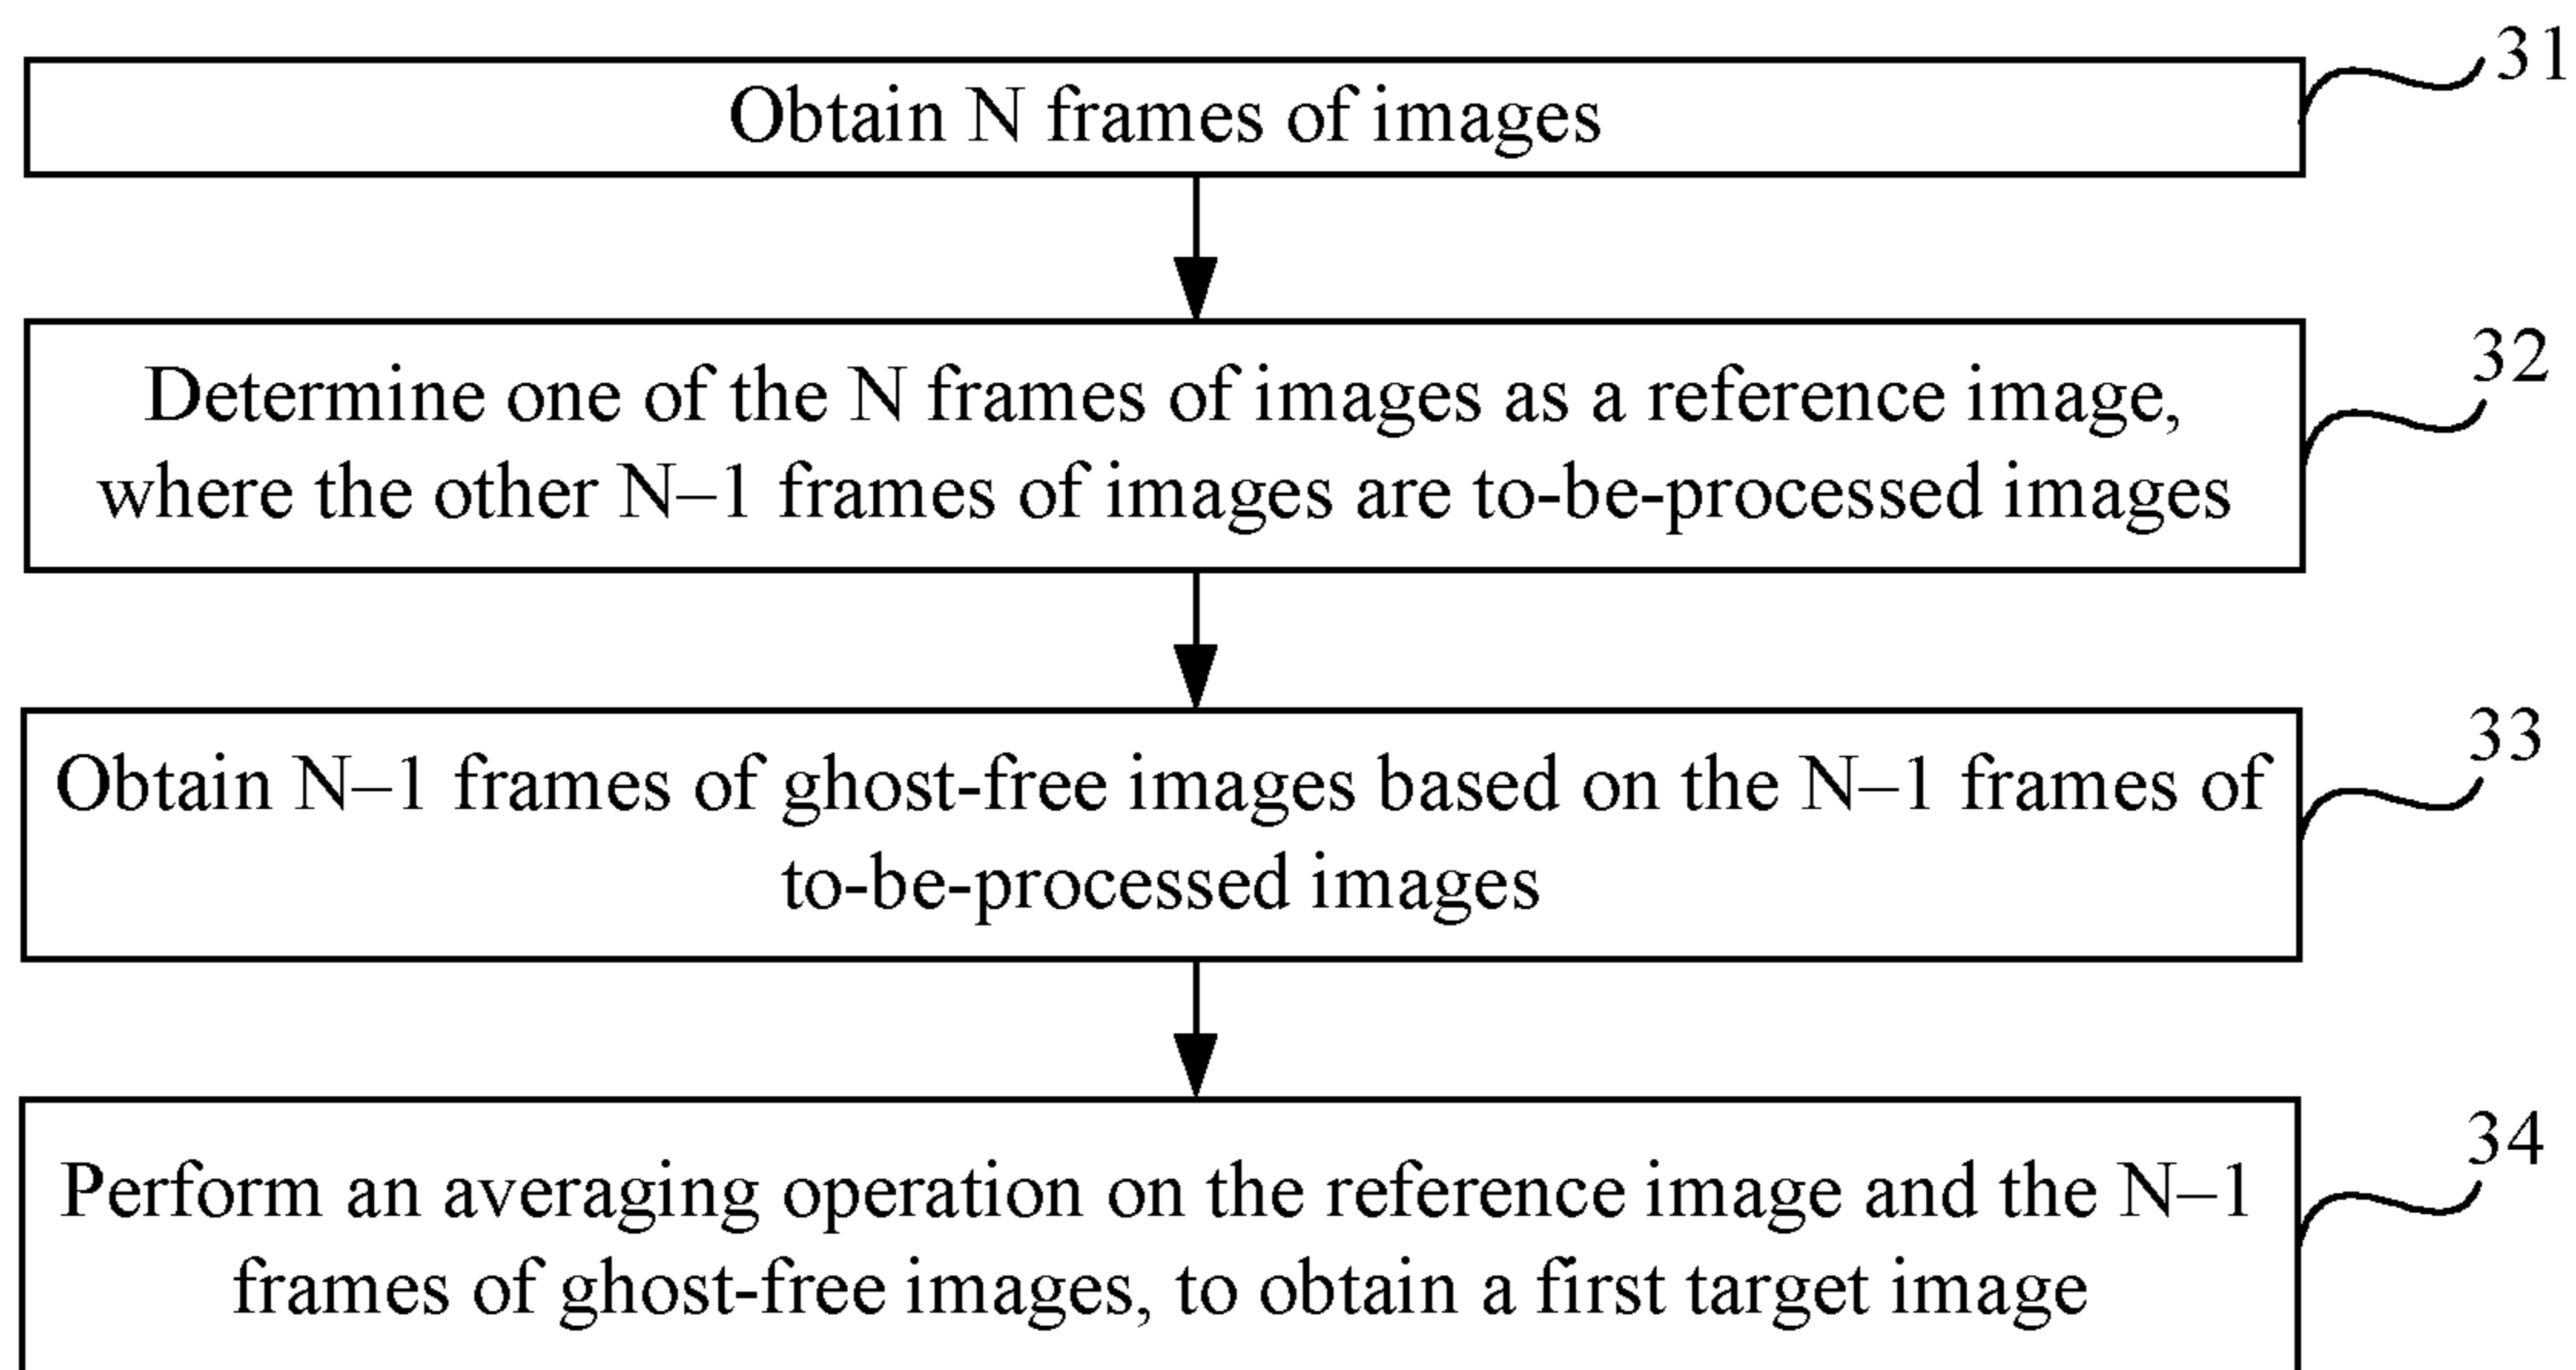 31
Obtain N frames of images
32
Determine one of the N frames of images as a reference image,
where the other N–1 frames of images are to-be-processed images
33
Obtain N–1 frames of ghost-free images based on the N–1 frames of
to-be-processed images
34
Perform an averaging operation on the reference image and the N–1
frames of ghost-free images, to obtain a first target image